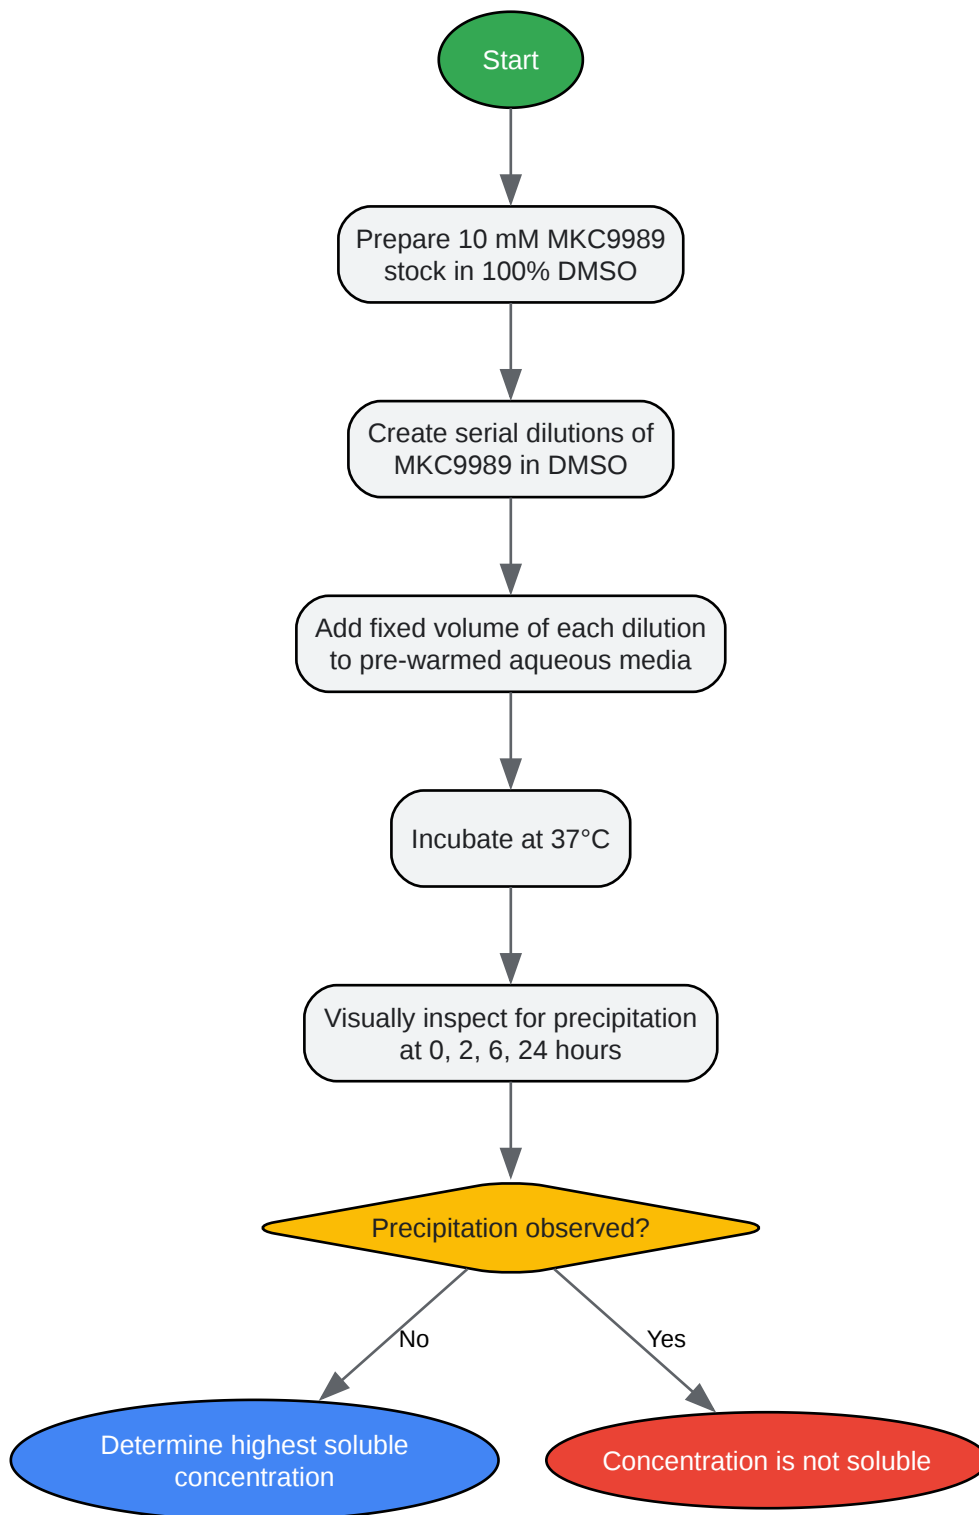 Start
Prepare 10 mM MKC9989
stock in 100% DMSO
Create serial dilutions of
MKC9989 in DMSO
Add fixed volume of each dilution
to pre-warmed aqueous media
Incubate at 37°C
Visually inspect for precipitation
at 0, 2, 6, 24 hours
Precipitation observed?
No
Yes
Determine highest soluble
concentration
Concentration is not soluble